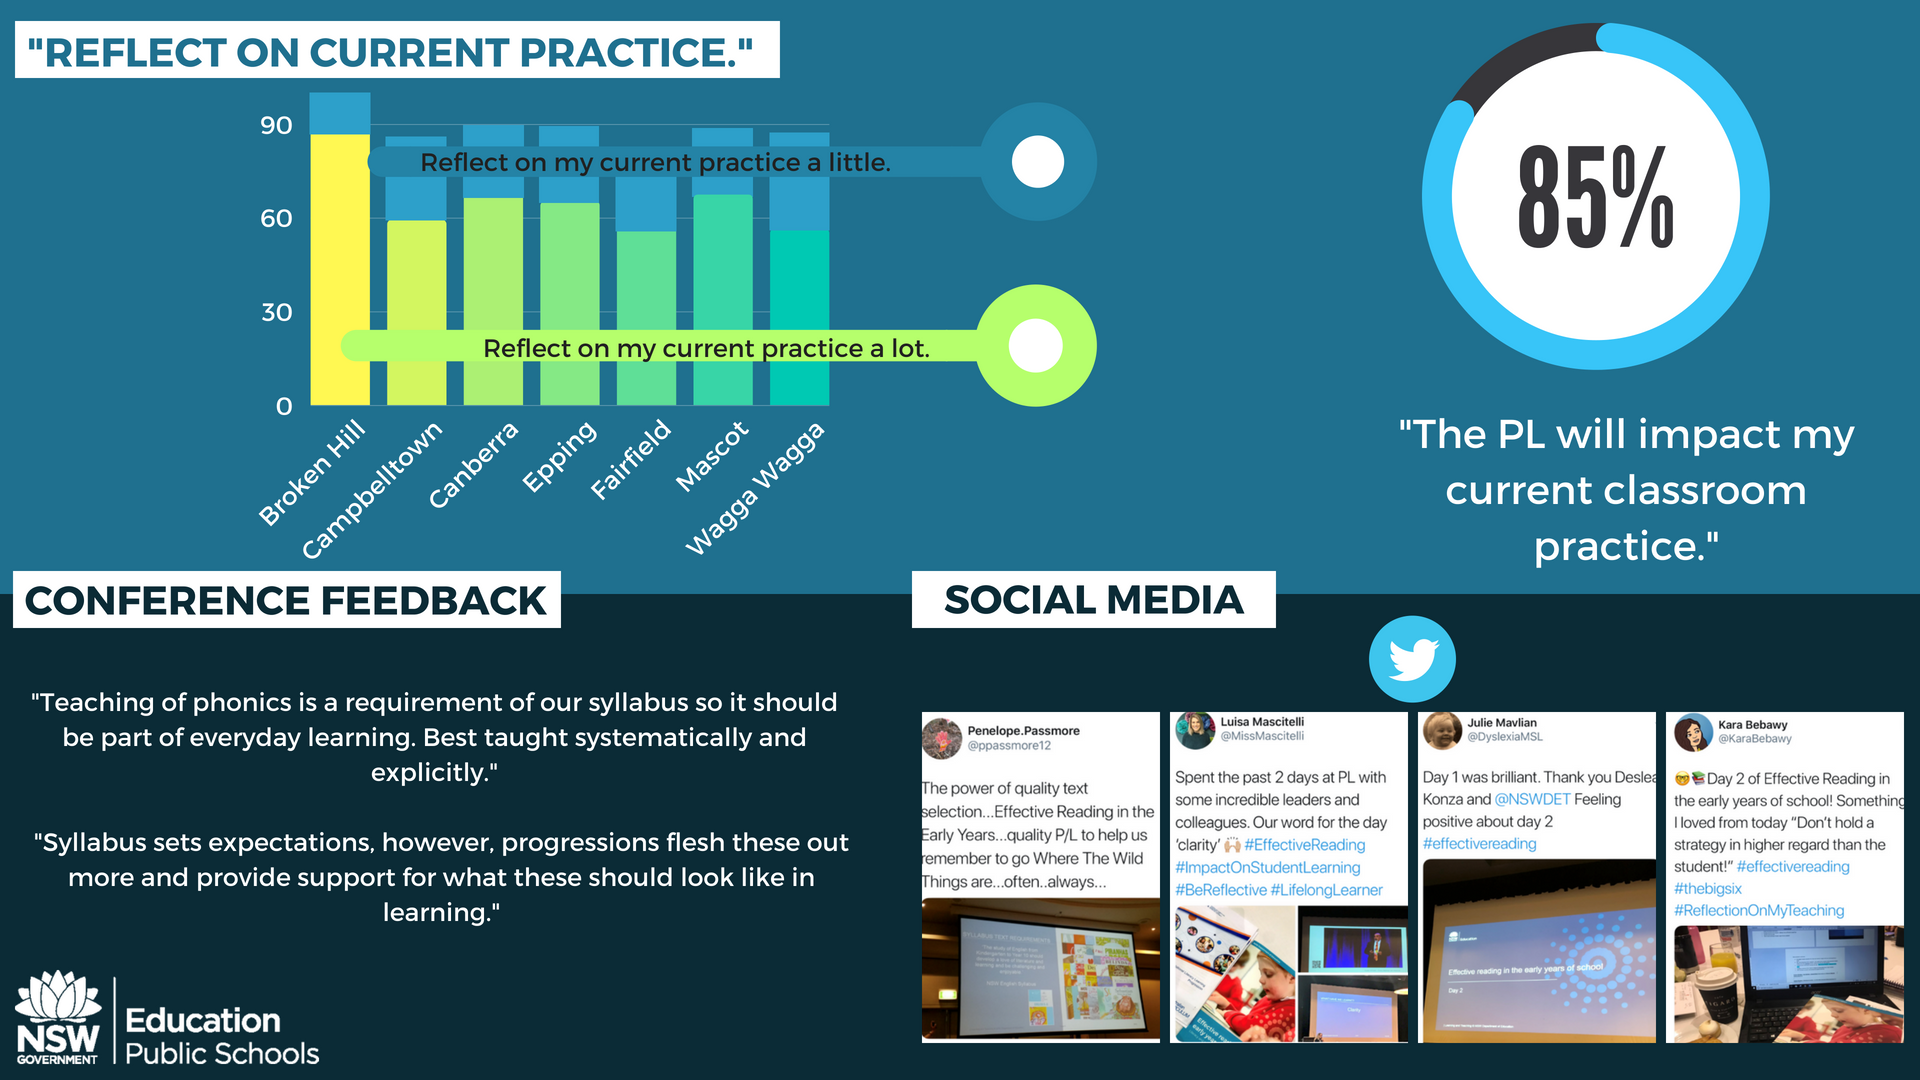 "REFLECT ON CURRENT PRACTICE."
90
60
30
0
Reflect on my current practice a little.
Reflect on my current practice a lot.
Broken Hill
Campbelltown
Canberra
Epping
Fairfield
Mascot
Wagga Wagga
85%
"The PL will impact my
current classroom
practice."
CONFERENCE FEEDBACK
"Teaching of phonics is a requirement of our syllabus so it should
be part of everyday learning. Best taught systematically and
explicitly."
"Syllabus sets expectations, however, progressions flesh these out
more and provide support for what these should look like in
learning."
NSW
GOVERNMENT
Education
Public Schools
SOCIAL MEDIA
Penelope.Passmore
@ppassmore12
The power of quality text
selection...Effective Reading in the
Early Years...quality P/L to help us
remember to go Where The Wild
Things are...often..always...
SYLLABUS TEXT REQUIREMENTS
Luisa Mascitelli
@MissMascitelli
Spent the past 2 days at PL with
some incredible leaders and
colleagues. Our word for the day
'clarity' 🙌🏼 #EffectiveReading
#ImpactOnStudentLearning
#BeReflective #LifelongLearner
Clarity
Julie Mavlian
@DyslexiaMSL
Day 1 was brilliant. Thank you Deslea
Konza and @NSWDET Feeling
positive about day 2
#effectivereading
Effective reading in the early years of school
Day 2
Kara Bebawy
@KaraBebawy
🤓📚Day 2 of Effective Reading in
the early years of school! Something
I loved from today "Don't hold a
strategy in higher regard than the
student!" #effectivereading
#thebigsix
#ReflectionOnMyTeaching